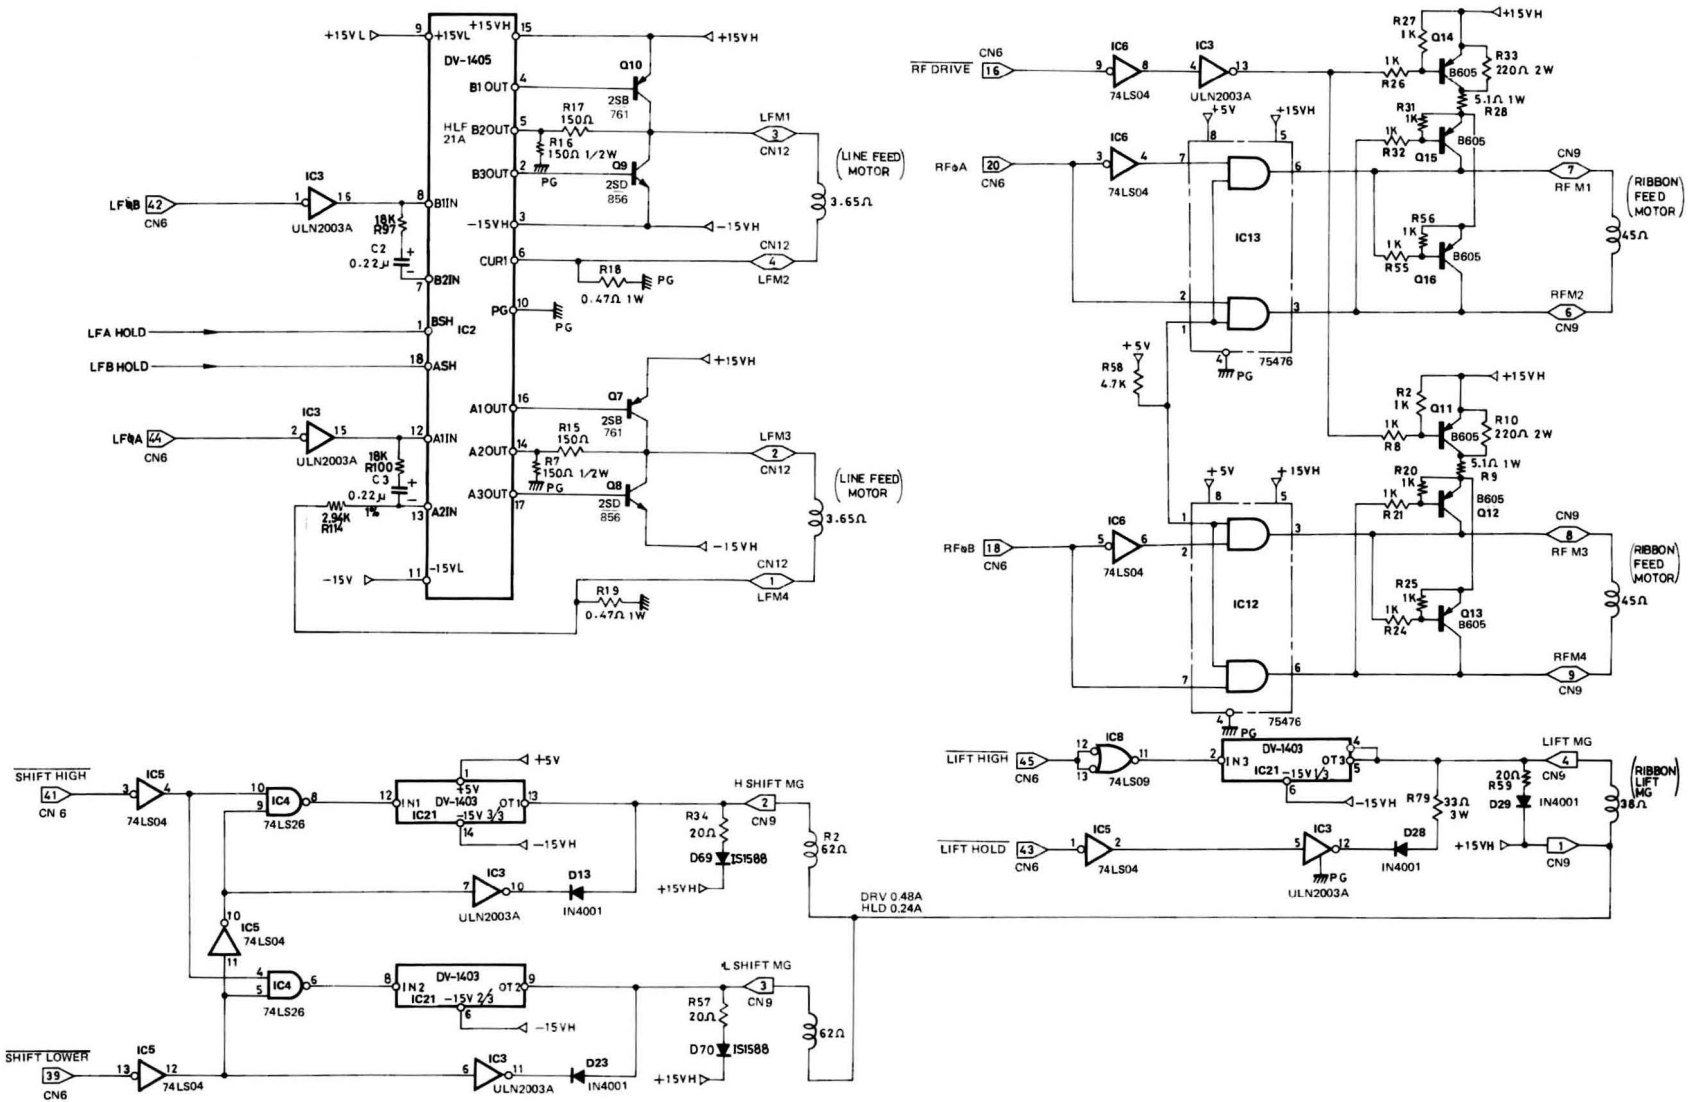 9
+15VL
+15VL
+15VH
15
+15VH
DV-1405
Q10
B1OUT
4
2SB
761
HLF
21A
B2OUT
5
R17
150Ω
R16
150Ω 1/2W
PG
LFM1
3
CN12
(LINE FEED
MOTOR)
3.65Ω
B3OUT
2
Q9
2SD
856
IC3
LFφB
42
CN6
1
16
ULN2003A
8
B1IN
18K
R97
C2
0.22μ
+
−
B2IN
7
−15VH
3
−15VH
CUR1
6
CN12
4
LFM2
R18
0.47Ω 1W
PG
PG
10
PG
LFA HOLD
1
BSH
IC2
LFB HOLD
18
ASH
+15VH
A1OUT
16
Q7
2SB
761
IC3
LFφA
44
CN6
2
15
ULN2003A
12
A1IN
18K
R100
C3
0.22μ
+
−
1%
2.94K
R114
13
A2IN
A2OUT
14
R15
150Ω
R7
150Ω 1/2W
PG
LFM3
2
CN12
(LINE FEED
MOTOR)
3.65Ω
A3OUT
17
Q8
2SD
856
−15VH
−15V
11
−15VL
CN12
1
LFM4
R19
0.47Ω 1W
CN6
RF DRIVE
16
IC6
9
8
74LS04
IC3
4
13
ULN2003A
R27
1K
+15VH
Q14
1K
R26
B605
R33
220Ω 2W
5.1Ω 1W
R28
R31
1K
1K
R32
Q15
B605
RFφA
20
CN6
IC6
3
4
74LS04
+5V
8
+15VH
5
7
6
IC13
2
1
3
4
PG
75476
R56
1K
1K
R55
Q16
B605
CN9
7
RF M1
(RIBBON
FEED
MOTOR)
45Ω
RFM2
6
CN9
+5V
R58
4.7K
+15VH
R2
1K
Q11
1K
R8
B605
R10
220Ω 2W
5.1Ω 1W
R9
R20
1K
1K
R21
B605
Q12
RFφB
18
CN6
IC6
5
6
74LS04
+5V
8
+15VH
5
1
2
3
IC12
7
6
4
PG
75476
R25
1K
1K
R24
Q13
B605
CN9
8
RF M3
(RIBBON
FEED
MOTOR)
45Ω
RFM4
9
CN9
SHIFT HIGH
41
CN 6
IC5
3
4
74LS04
10
9
IC4
8
74LS26
+5V
1
+5V
12
IN1
DV-1403
OT1
13
IC21
−15V 3/3
14
−15VH
H SHIFT MG
2
CN9
R34
20Ω
D69
IS1588
+15VH
R2
62Ω
IC3
7
10
ULN2003A
D13
IN4001
10
IC5
74LS04
11
DRV 0.48A
HLD 0.24A
4
5
IC4
6
74LS26
8
IN2
DV-1403
OT2
9
IC21
−15V 2/3
6
−15VH
'L SHIFT MG
3
CN9
R57
20Ω
D70
IS1588
+15VH
62Ω
SHIFT LOWER
39
CN6
IC5
13
12
74LS04
IC3
6
11
ULN2003A
D23
IN4001
LIFT HIGH
45
CN6
IC8
12
13
11
74LS09
2
IN3
DV-1403
OT3
4
5
IC21
−15V 1/3
6
−15VH
LIFT MG
4
CN9
R79
33Ω
3W
20Ω
R59
D29
IN4001
(RIBBON
LIFT
MG)
38Ω
LIFT HOLD
43
CN6
IC5
1
2
74LS04
IC3
5
12
PG
ULN2003A
D28
IN4001
+15VH
1
CN9